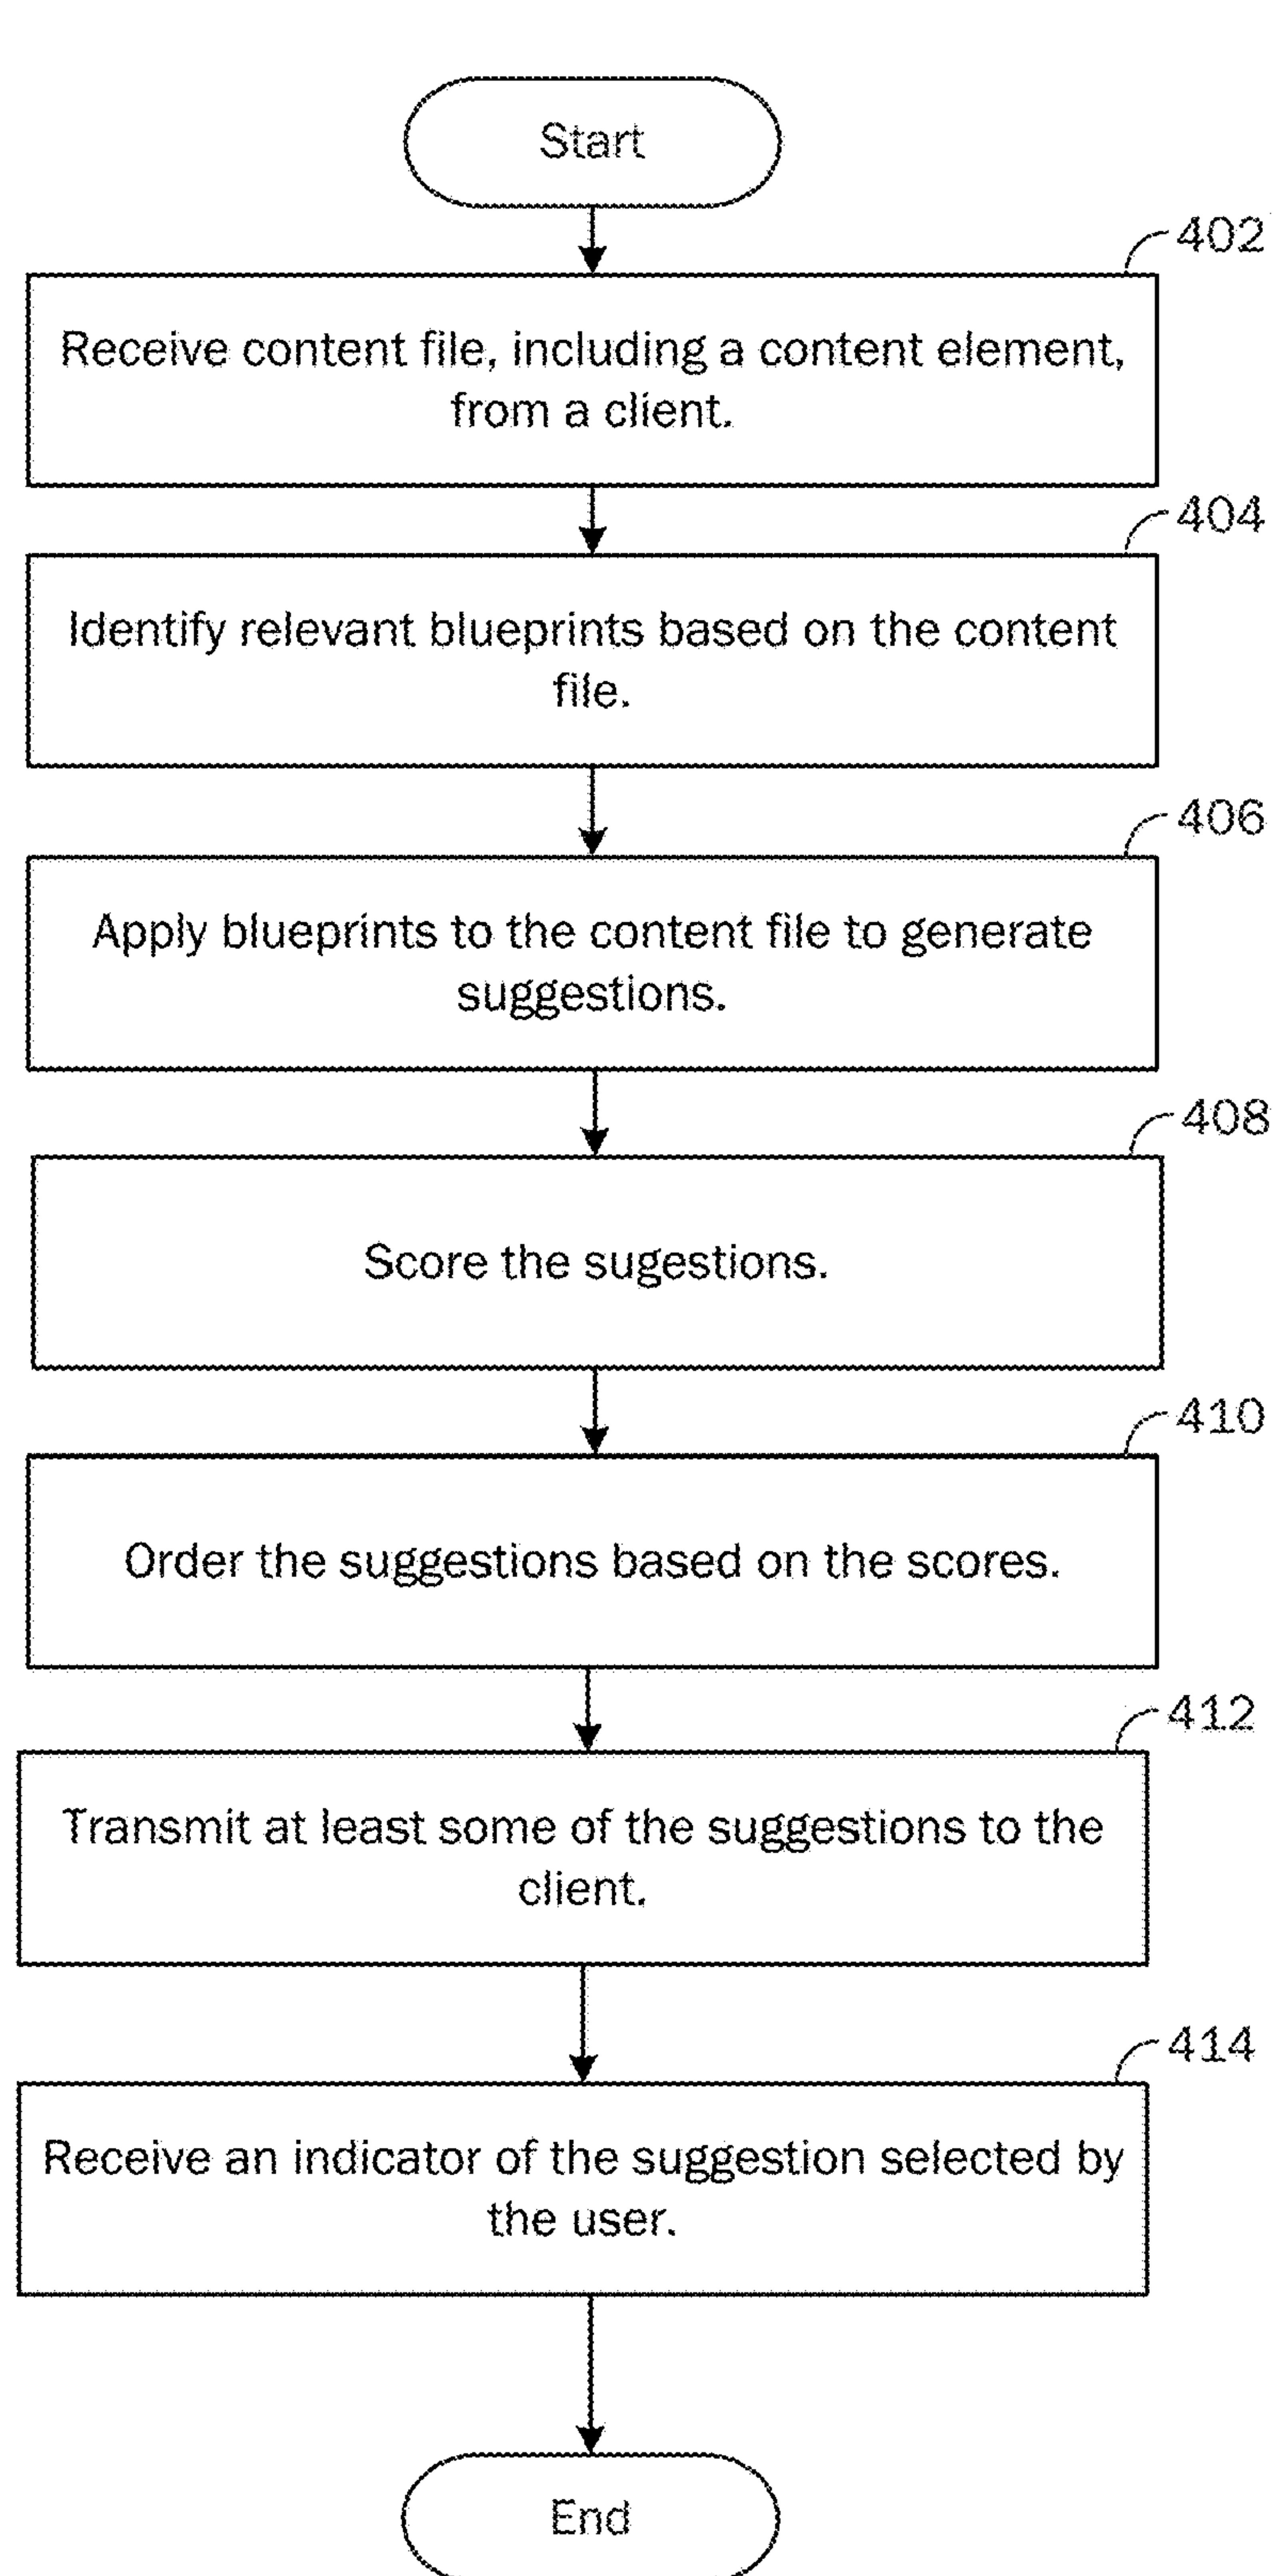 Start
402
Receive content file, including a content element,
from a client.
404
Identify relevant blueprints based on the content
file.
406
Apply blueprints to the content file to generate
suggestions.
408
Score the sugestions.
410
Order the suggestions based on the scores.
412
Transmit at least some of the suggestions to the
client.
414
Receive an indicator of the suggestion selected by
the user.
End